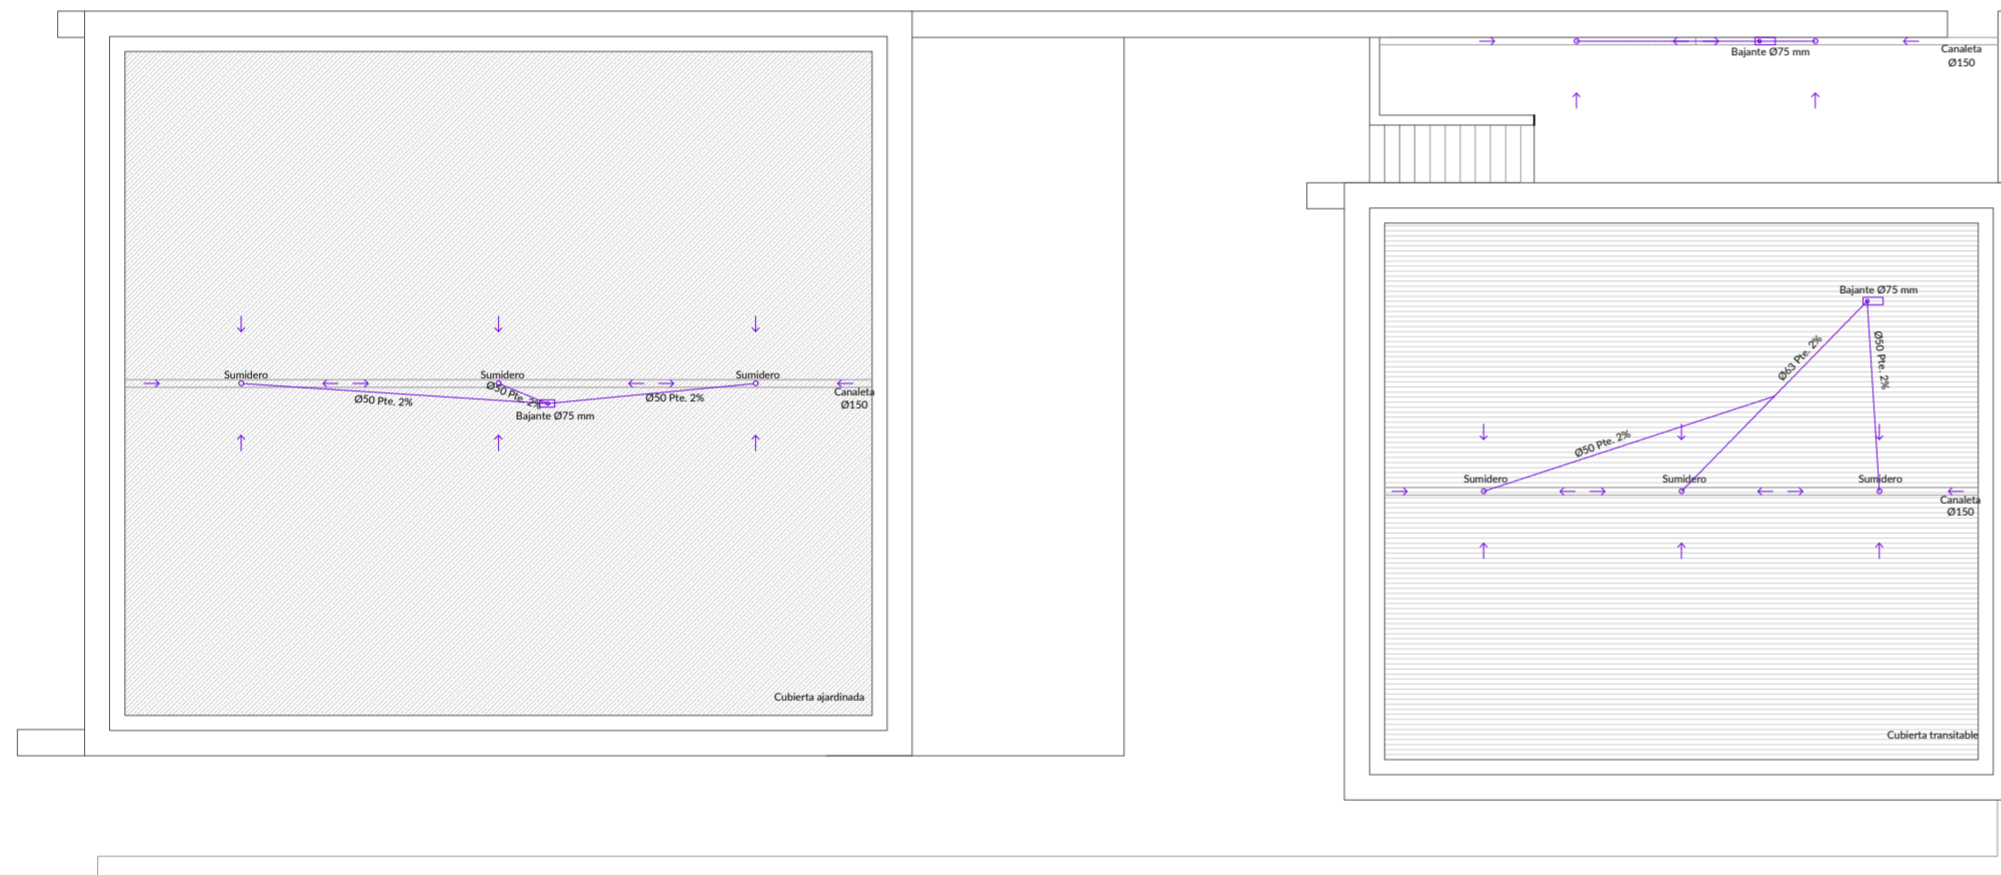 Bajante Ø75 mm
Canaleta
Ø150
Sumidero
Sumidero
Sumidero
Ø50 Pte. 2%
Ø50 Pte. 2%
Ø50 Pte. 2%
Canaleta
Ø150
Bajante Ø75 mm
Cubierta ajardinada
Bajante Ø75 mm
Ø63 Pte. 2%
Ø50 Pte. 2%
Ø50 Pte. 2%
Sumidero
Sumidero
Sumidero
Canaleta
Ø150
Cubierta transitable